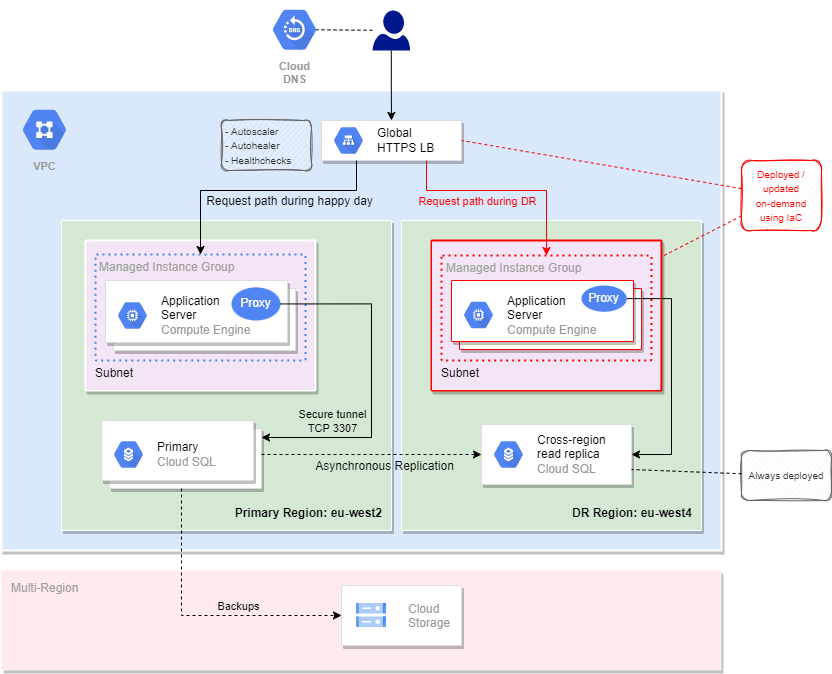 DNS
Cloud
DNS
VPC
- Autoscaler
- Autohealer
- Healthchecks
Global
HTTPS LB
Deployed /
updated
on-demand
using IaC
Request path during happy day
Request path during DR
Managed Instance Group
Application
Server
Compute Engine
Proxy
Subnet
Managed Instance Group
Application
Server
Compute Engine
Proxy
Subnet
Secure tunnel
TCP 3307
Primary
Cloud SQL
Asynchronous Replication
Cross-region
read replica
Cloud SQL
Always deployed
Primary Region: eu-west2
DR Region: eu-west4
Multi-Region
Backups
Cloud
Storage